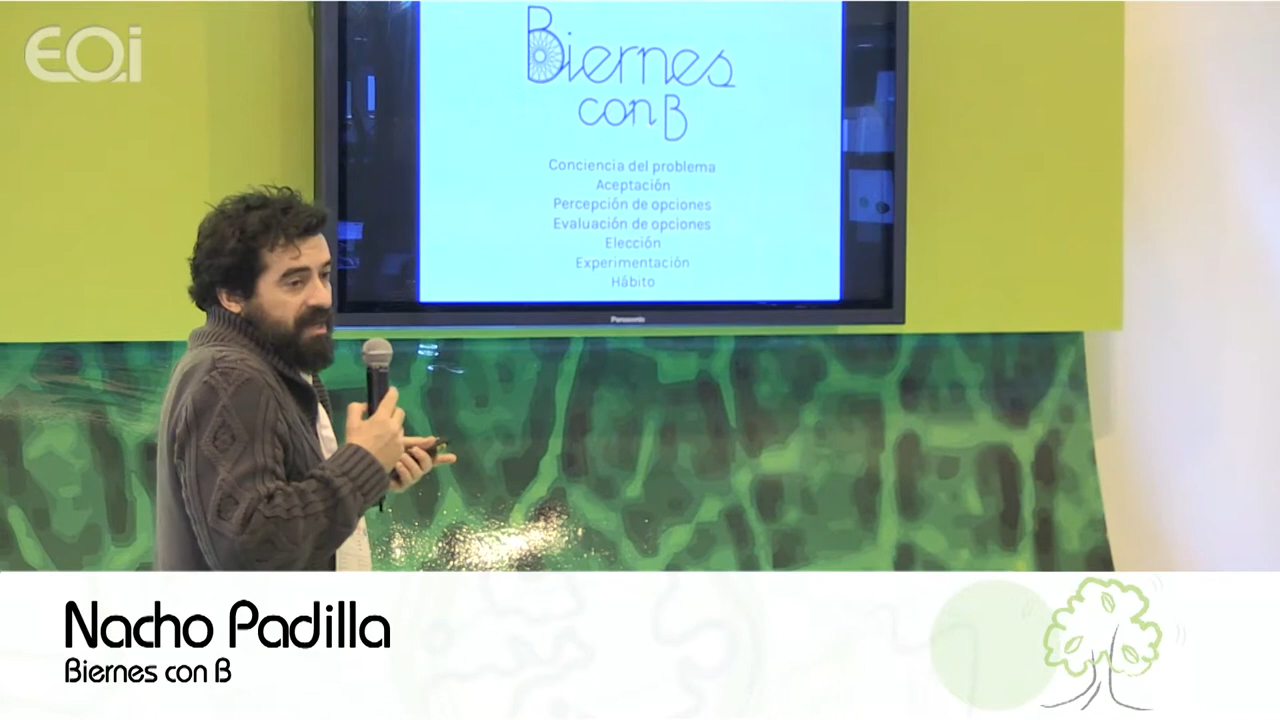 EOi
Biernes
con B
Conciencia del problema
Aceptación
Percepción de opciones
Evaluación de opciones
Elección
Experimentación
Hábito
Panasonic
Nacho Padilla
Biernes con B